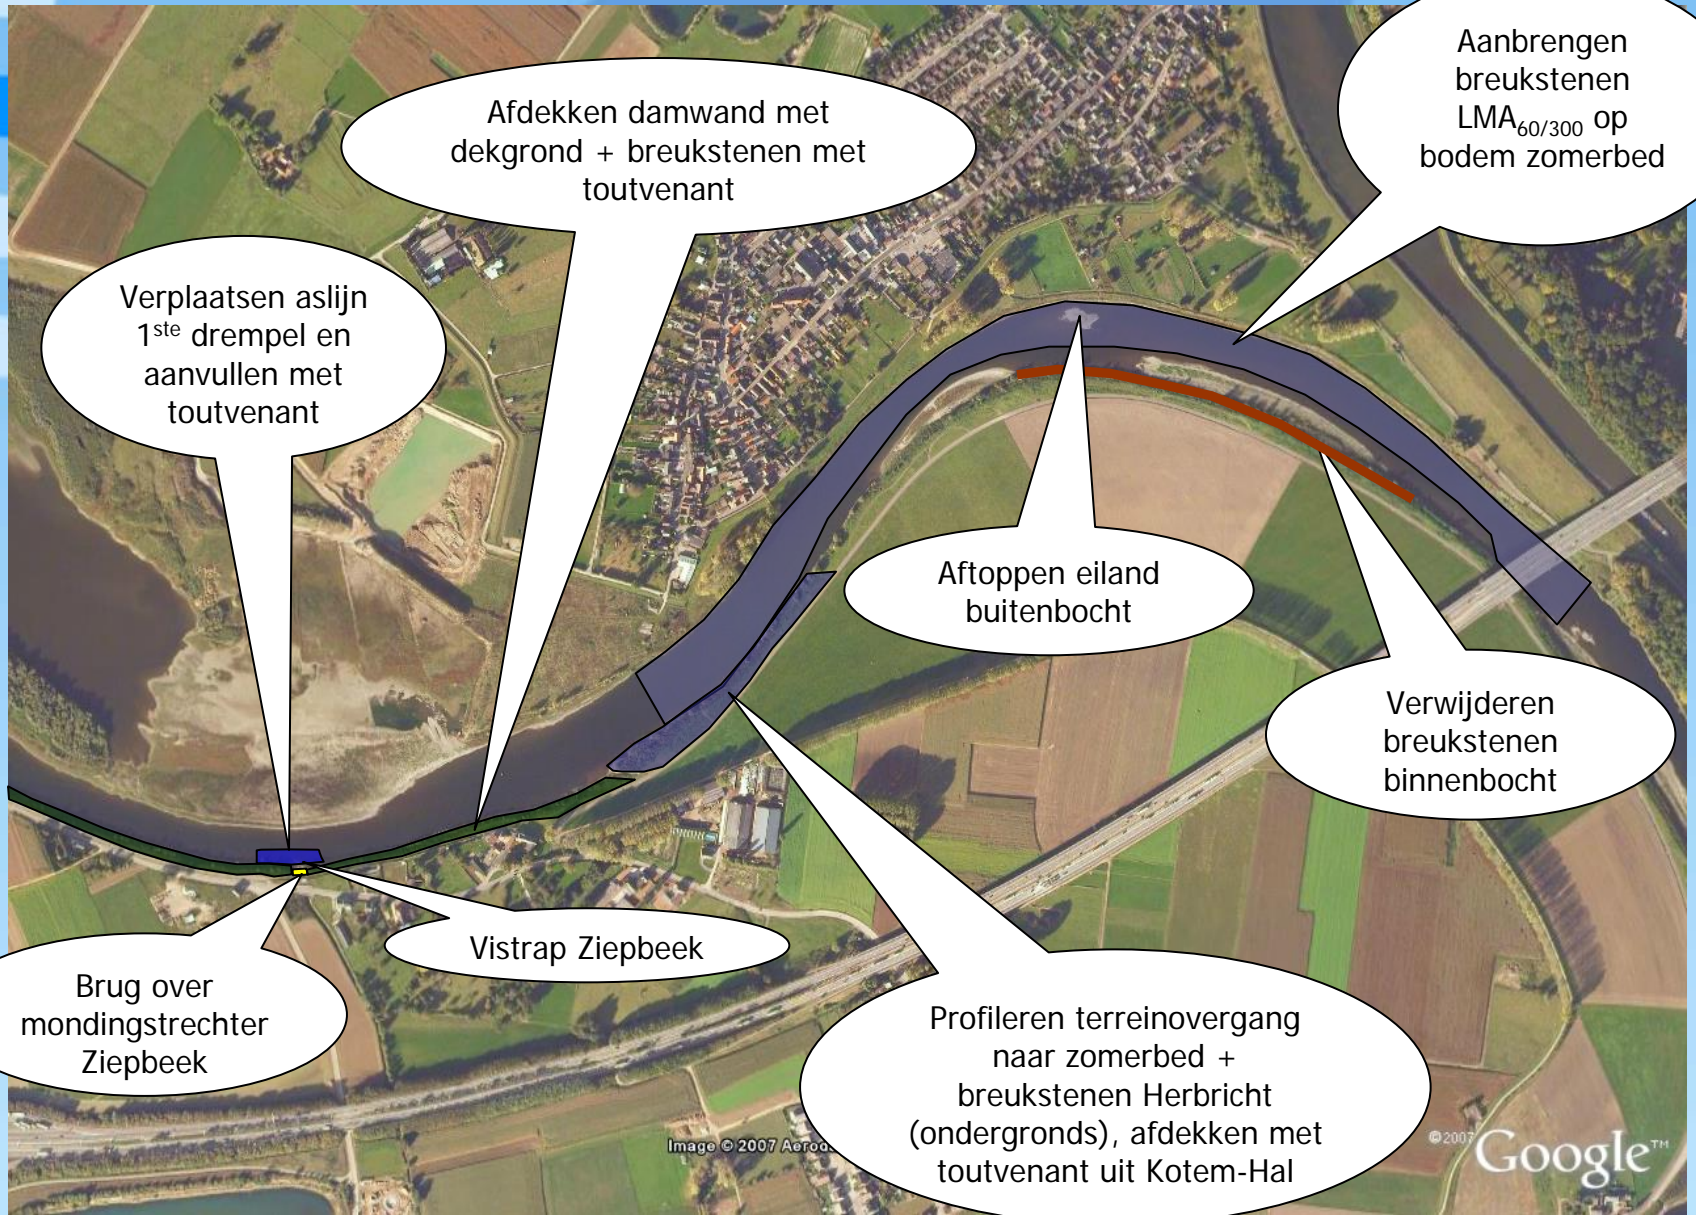 Aanbrengen
breukstenen
LMA60/300 op
bodem zomerbed
Afdekken damwand met
dekgrond + breukstenen met
toutvenant
Verplaatsen aslijn
1ste drempel en
aanvullen met
toutvenant
Aftoppen eiland
buitenbocht
Verwijderen
breukstenen
binnenbocht
Vistrap Ziepbeek
Brug over
mondingstrechter
Ziepbeek
Profileren terreinovergang
naar zomerbed +
breukstenen Herbricht
(ondergronds), afdekken met
toutvenant uit Kotem-Hal
Image © 2007
©2007 Google™